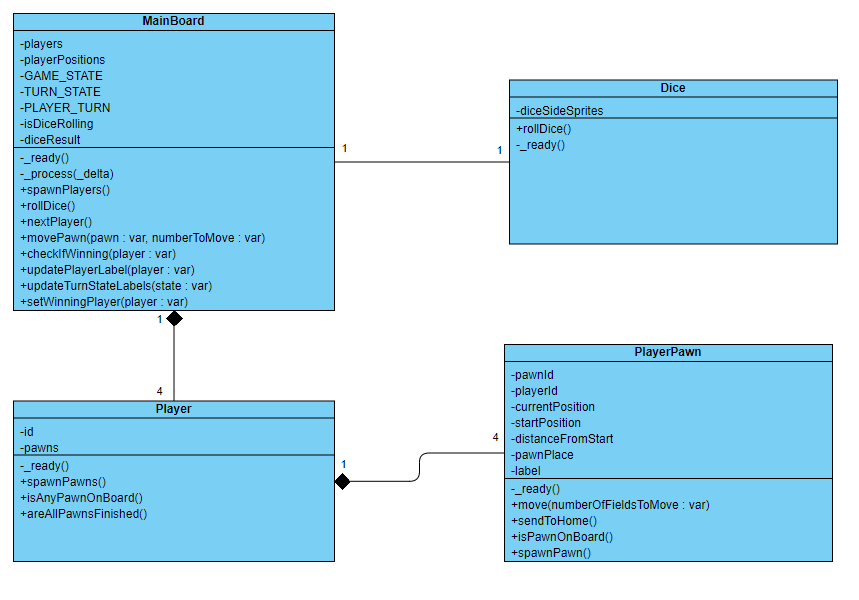 MainBoard
-players
-playerPositions
-GAME_STATE
-TURN_STATE
-PLAYER_TURN
-isDiceRolling
-diceResult
-_ready()
-_process(_delta)
+spawnPlayers()
+rollDice()
+nextPlayer()
+movePawn(pawn : var, numberToMove : var)
+checkIfWinning(player : var)
+updatePlayerLabel(player : var)
+updateTurnStateLabels(state : var)
+setWinningPlayer(player : var)
1
1
Dice
-diceSideSprites
+rollDice()
-_ready()
1
4
Player
-id
-pawns
-_ready()
+spawnPawns()
+isAnyPawnOnBoard()
+areAllPawnsFinished()
1
4
PlayerPawn
-pawnId
-playerId
-currentPosition
-startPosition
-distanceFromStart
-pawnPlace
-label
-_ready()
+move(numberOfFieldsToMove : var)
+sendToHome()
+isPawnOnBoard()
+spawnPawn()